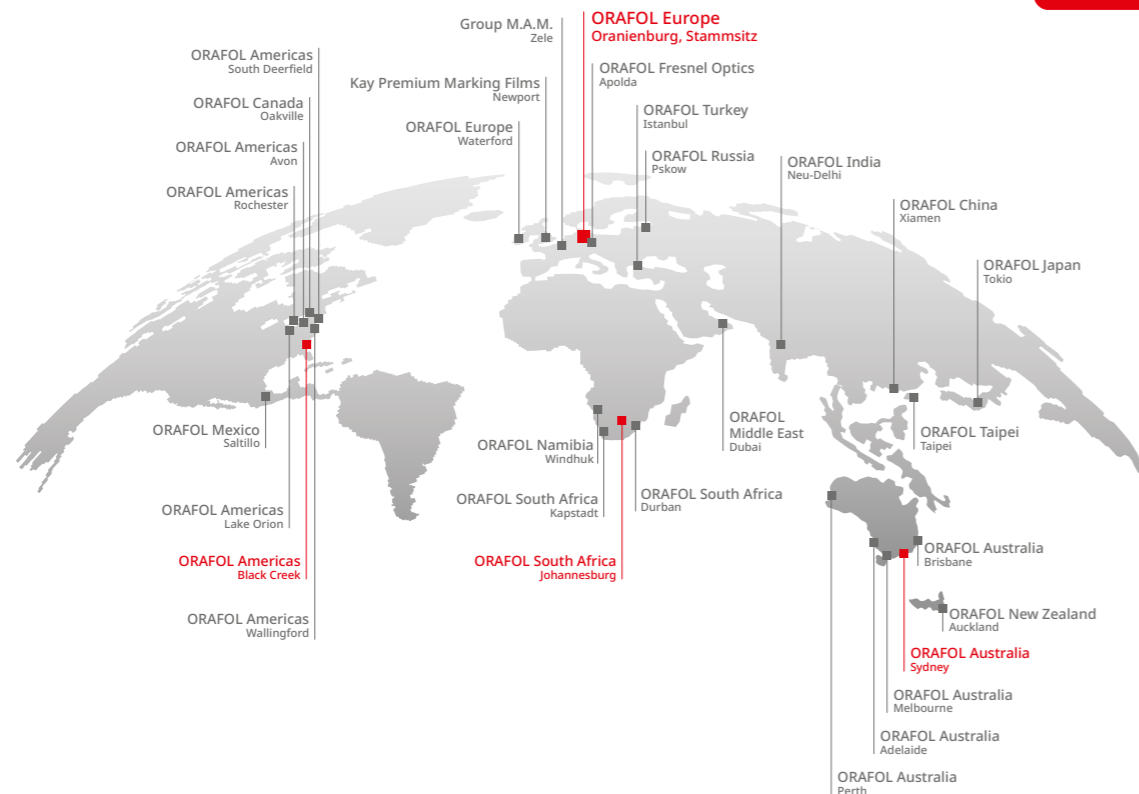 Group M.A.M.
Zele
ORAFOL Europe
Oranienburg, Stammsitz
ORAFOL Americas
South Deerfield
Kay Premium Marking Films
Newport
ORAFOL Fresnel Optics
Apolda
ORAFOL Canada
Oakville
ORAFOL Turkey
Istanbul
ORAFOL Europe
Waterford
ORAFOL Americas
Avon
ORAFOL Russia
Pskow
ORAFOL India
Neu-Delhi
ORAFOL Americas
Rochester
ORAFOL China
Xiamen
ORAFOL Japan
Tokio
ORAFOL Mexico
Saltillo
ORAFOL Namibia
Windhuk
ORAFOL
Middle East
Dubai
ORAFOL Taipei
Taipei
ORAFOL South Africa
Kapstadt
ORAFOL South Africa
Durban
ORAFOL Americas
Lake Orion
ORAFOL Australia
Brisbane
ORAFOL Americas
Black Creek
ORAFOL South Africa
Johannesburg
ORAFOL Americas
Wallingford
ORAFOL New Zealand
Auckland
ORAFOL Australia
Sydney
ORAFOL Australia
Melbourne
ORAFOL Australia
Adelaide
ORAFOL Australia
Perth